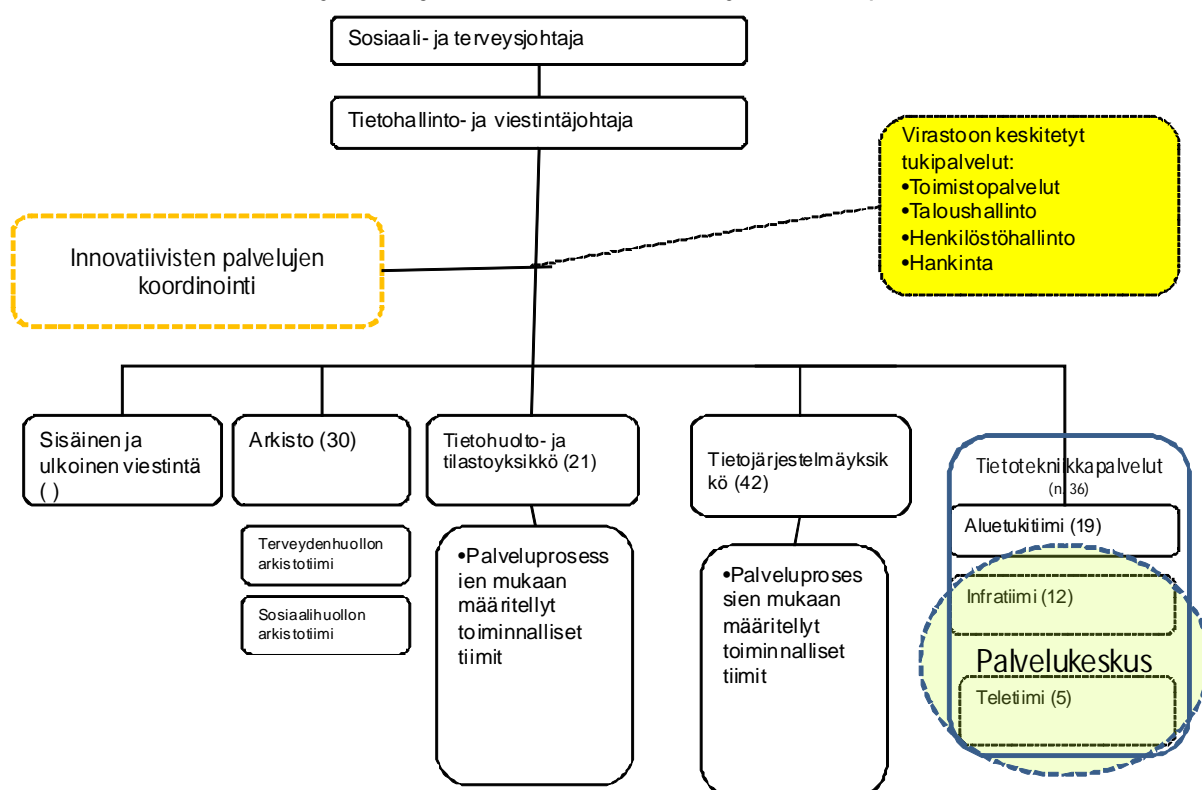 Sosiaali- ja terveysjohtaja
Tietohallinto- ja viestintäjohtaja
Virastoon keskitetyt
tukipalvelut:
•Toimistopalvelut
•Taloushallinto
•Henkilöstöhallinto
•Hankinta
Innovatiivisten palvelujen
koordinointi
Sisäinen ja
ulkoinen viestintä
( )
Arkisto (30)
Terveydenhuollon
arkistotiimi
Sosiaalihuollon
arkistotiimi
Tietohuolto- ja
tilastoyksikkö (21)
•Palveluprosess
ien mukaan
määritellyt
toiminnalliset
tiimit
Tietojärjestelmäyksik
kö (42)
•Palveluproses
sien mukaan
määritellyt
toiminnalliset
tiimit
Tietotekniikkapalvelut
(n. 36)
Aluetukitiimi (19)
Infratiimi (12)
Palvelukeskus
Teletiimi (5)